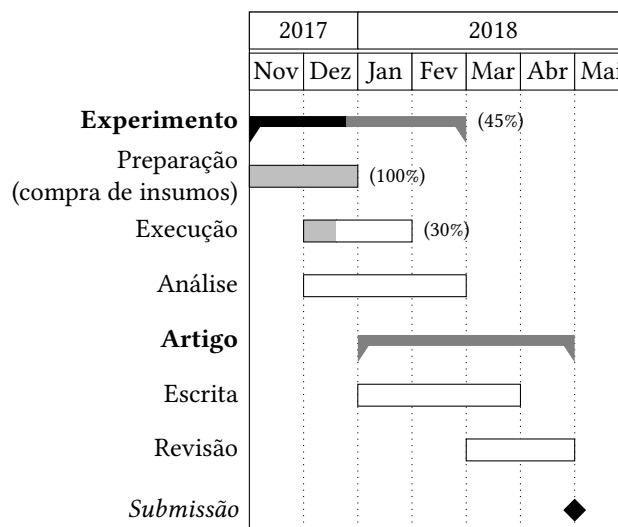 2017 2018
Nov Dez Jan Fev Mar Abr Mai
Experimento (45%)
Preparação
(compra de insumos) (100%)
Execução (30%)
Análise
Artigo
Escrita
Revisão
Submissão